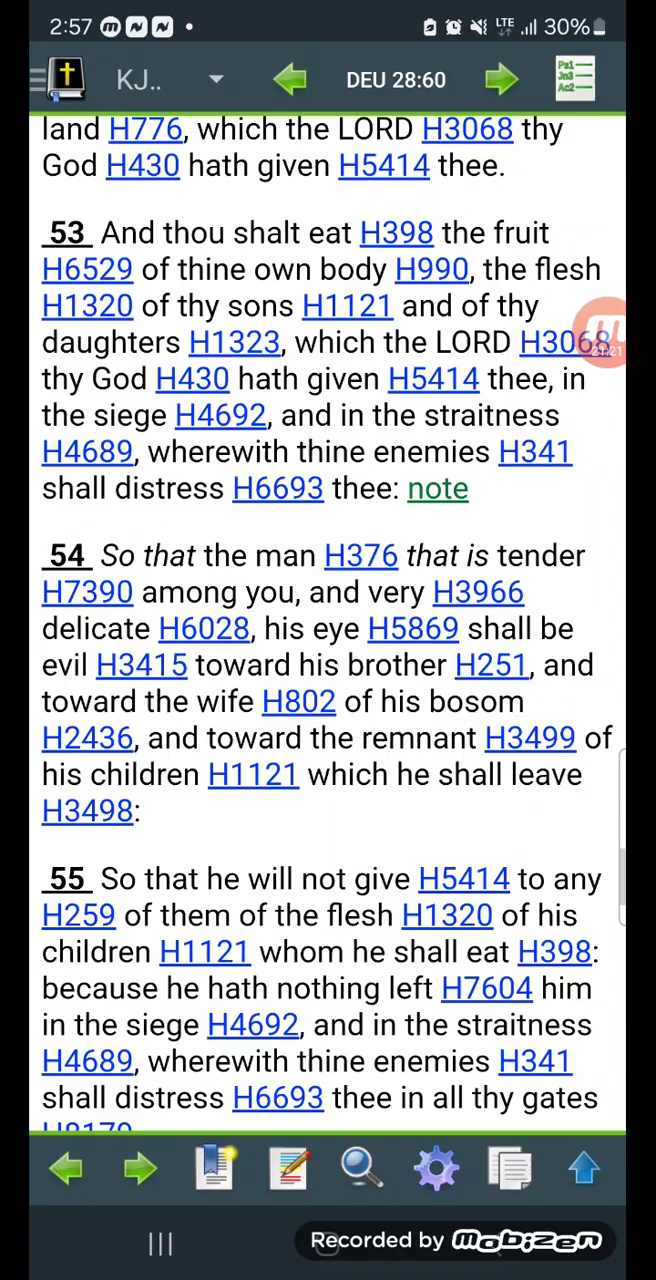 2:57
LTE
30%
KJ..
DEU 28:60
Ps1
Jn3
Ac2
land H776, which the LORD H3068 thy
God H430 hath given H5414 thee.
53 And thou shalt eat H398 the fruit
H6529 of thine own body H990, the flesh
H1320 of thy sons H1121 and of thy
daughters H1323, which the LORD H3068
21:21
thy God H430 hath given H5414 thee, in
the siege H4692, and in the straitness
H4689, wherewith thine enemies H341
shall distress H6693 thee: note
54 So that the man H376 that is tender
H7390 among you, and very H3966
delicate H6028, his eye H5869 shall be
evil H3415 toward his brother H251, and
toward the wife H802 of his bosom
H2436, and toward the remnant H3499 of
his children H1121 which he shall leave
H3498:
55 So that he will not give H5414 to any
H259 of them of the flesh H1320 of his
children H1121 whom he shall eat H398:
because he hath nothing left H7604 him
in the siege H4692, and in the straitness
H4689, wherewith thine enemies H341
shall distress H6693 thee in all thy gates
H8179
Recorded by mobizen